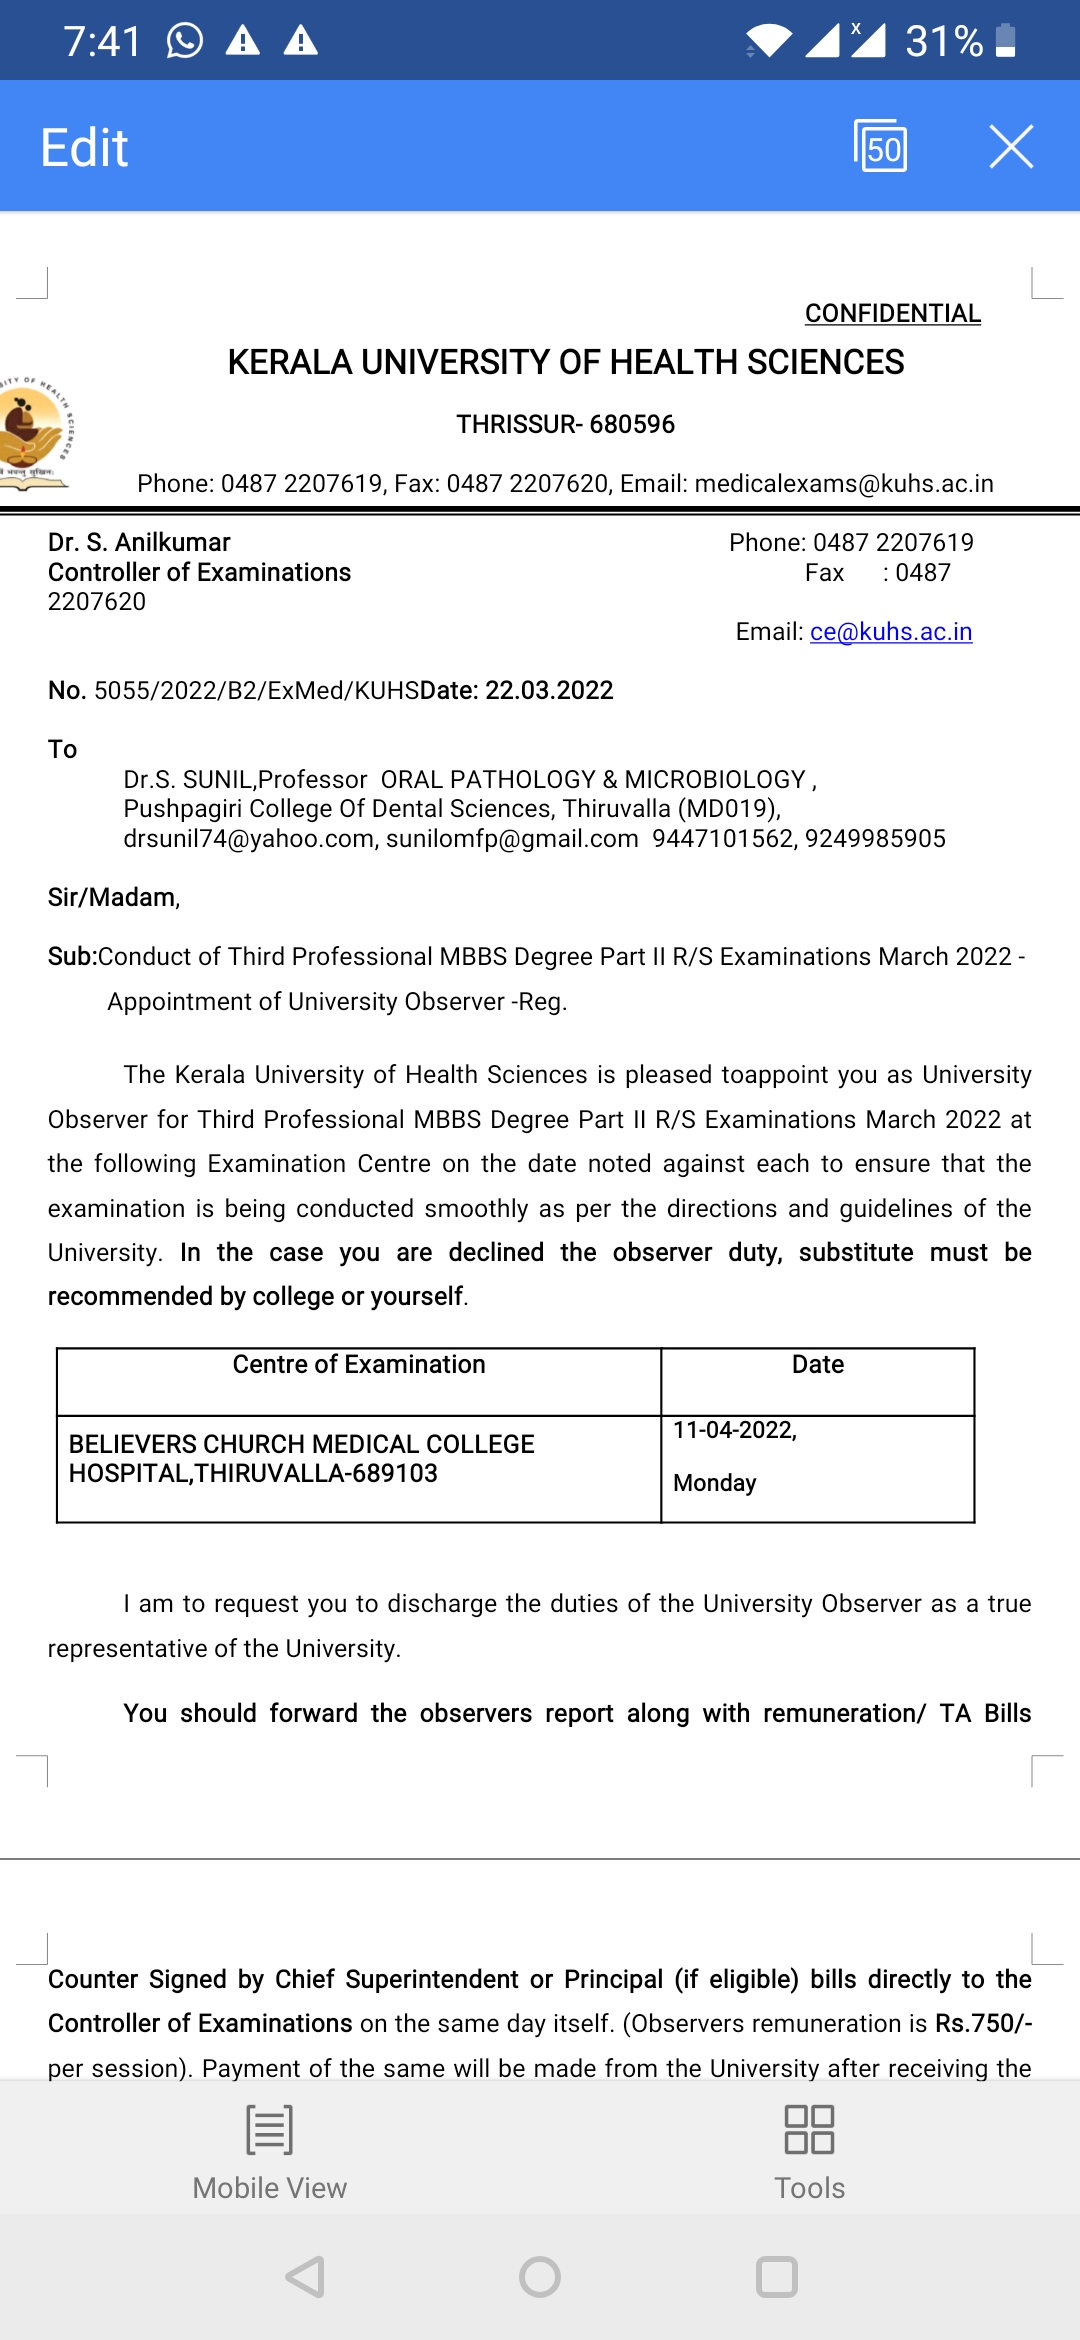 7:41
31%
Edit
50
CONFIDENTIAL
KERALA UNIVERSITY OF HEALTH SCIENCES
THRISSUR- 680596
Phone: 0487 2207619, Fax: 0487 2207620, Email: medicalexams@kuhs.ac.in
Dr. S. Anilkumar Phone: 0487 2207619
Controller of Examinations Fax : 0487
2207620
Email: ce@kuhs.ac.in
No. 5055/2022/B2/ExMed/KUHSDate: 22.03.2022
To
Dr.S. SUNIL,Professor ORAL PATHOLOGY & MICROBIOLOGY ,
Pushpagiri College Of Dental Sciences, Thiruvalla (MD019),
drsunil74@yahoo.com, sunilomfp@gmail.com 9447101562, 9249985905
Sir/Madam,
Sub:Conduct of Third Professional MBBS Degree Part II R/S Examinations March 2022 -
Appointment of University Observer -Reg.
The Kerala University of Health Sciences is pleased toappoint you as University
Observer for Third Professional MBBS Degree Part II R/S Examinations March 2022 at
the following Examination Centre on the date noted against each to ensure that the
examination is being conducted smoothly as per the directions and guidelines of the
University. In the case you are declined the observer duty, substitute must be
recommended by college or yourself.
Centre of Examination Date
BELIEVERS CHURCH MEDICAL COLLEGE
HOSPITAL,THIRUVALLA-689103
11-04-2022,
Monday
I am to request you to discharge the duties of the University Observer as a true
representative of the University.
You should forward the observers report along with remuneration/ TA Bills
Counter Signed by Chief Superintendent or Principal (if eligible) bills directly to the
Controller of Examinations on the same day itself. (Observers remuneration is Rs.750/-
per session). Payment of the same will be made from the University after receiving the
Mobile View
Tools